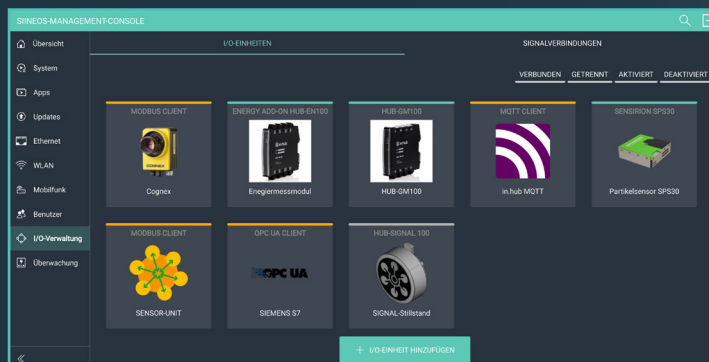 SIINEOS-MANAGEMENT-CONSOLE
Übersicht
System
Apps
Updates
Ethernet
WLAN
Mobilfunk
Benutzer
I/O-Verwaltung
Überwachung
I/O-EINHEITEN
SIGNALVERBINDUNGEN
VERBUNDEN GETRENNT AKTIVIERT DEAKTIVIERT
MODBUS CLIENT
Cognex
ENERGY ADD-ON HUB-EN100
Enegiermessmodul
HUB-GM100
HUB-GM100
MQTT CLIENT
in.hub MQTT
SENSIRION SPS30
Partikelsensor SPS30
MODBUS CLIENT
SENSOR-UNIT
OPC UA CLIENT
OPC UA
SIEMENS S7
HUB-SIGNAL 100
SIGNAL-Stillstand
I/O-EINHEIT HINZUFÜGEN